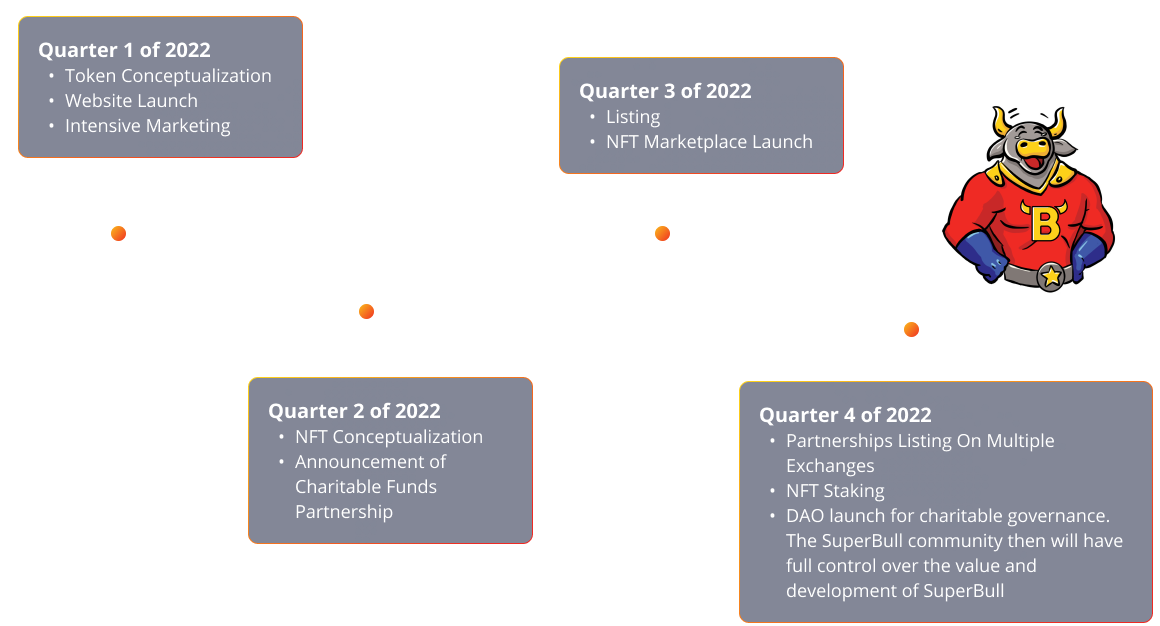 Quarter 1 of 2022
• Token Conceptualization
• Website Launch
• Intensive Marketing
Quarter 2 of 2022
• NFT Conceptualization
• Announcement of
Charitable Funds
Partnership
Quarter 3 of 2022
• Listing
• NFT Marketplace Launch
B
Quarter 4 of 2022
• Partnerships Listing On Multiple
Exchanges
• NFT Staking
• DAO launch for charitable governance.
The SuperBull community then will have
full control over the value and
development of SuperBull